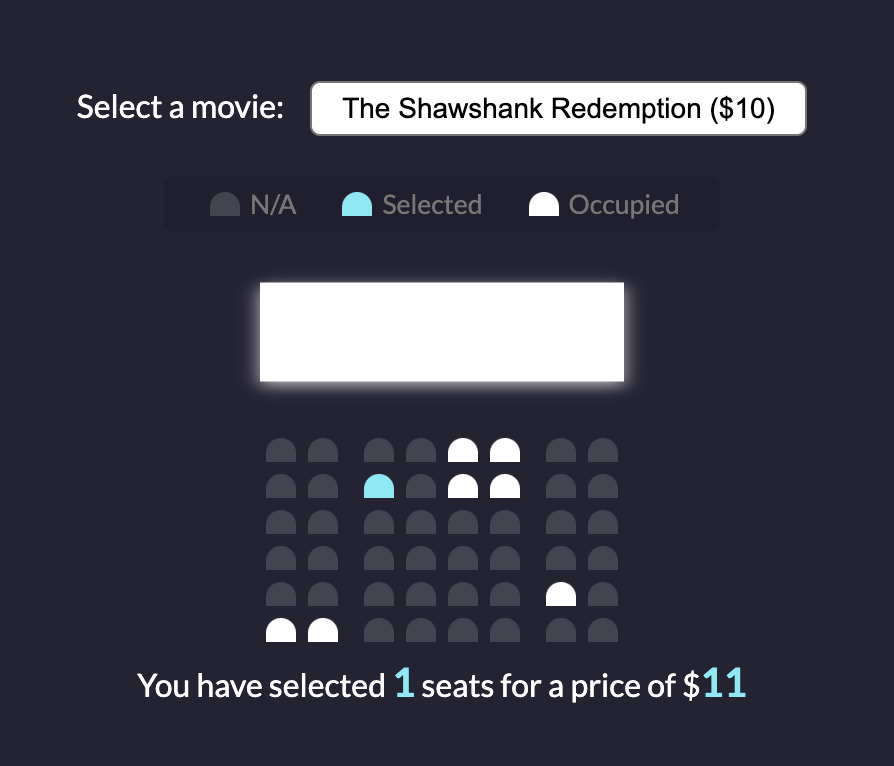 Select a movie: The Shawshank Redemption ($10)
N/A Selected Occupied
You have selected 1 seats for a price of $11